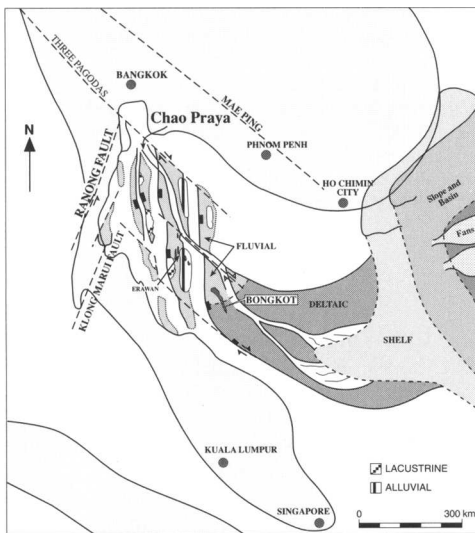 THREE PAGODAS
BANGKOK
MAE PING
Chao Praya
N
PHNOM PENH
RANONG FAULT
HO CHIMIN
CITY
Slope and
Basin
Fans
FLUVIAL
KLONG MARUI FAULT
ERAWAN
BONGKOT
DELTAIC
SHELF
KUALA LUMPUR
LACUSTRINE
ALLUVIAL
SINGAPORE
0 300 km